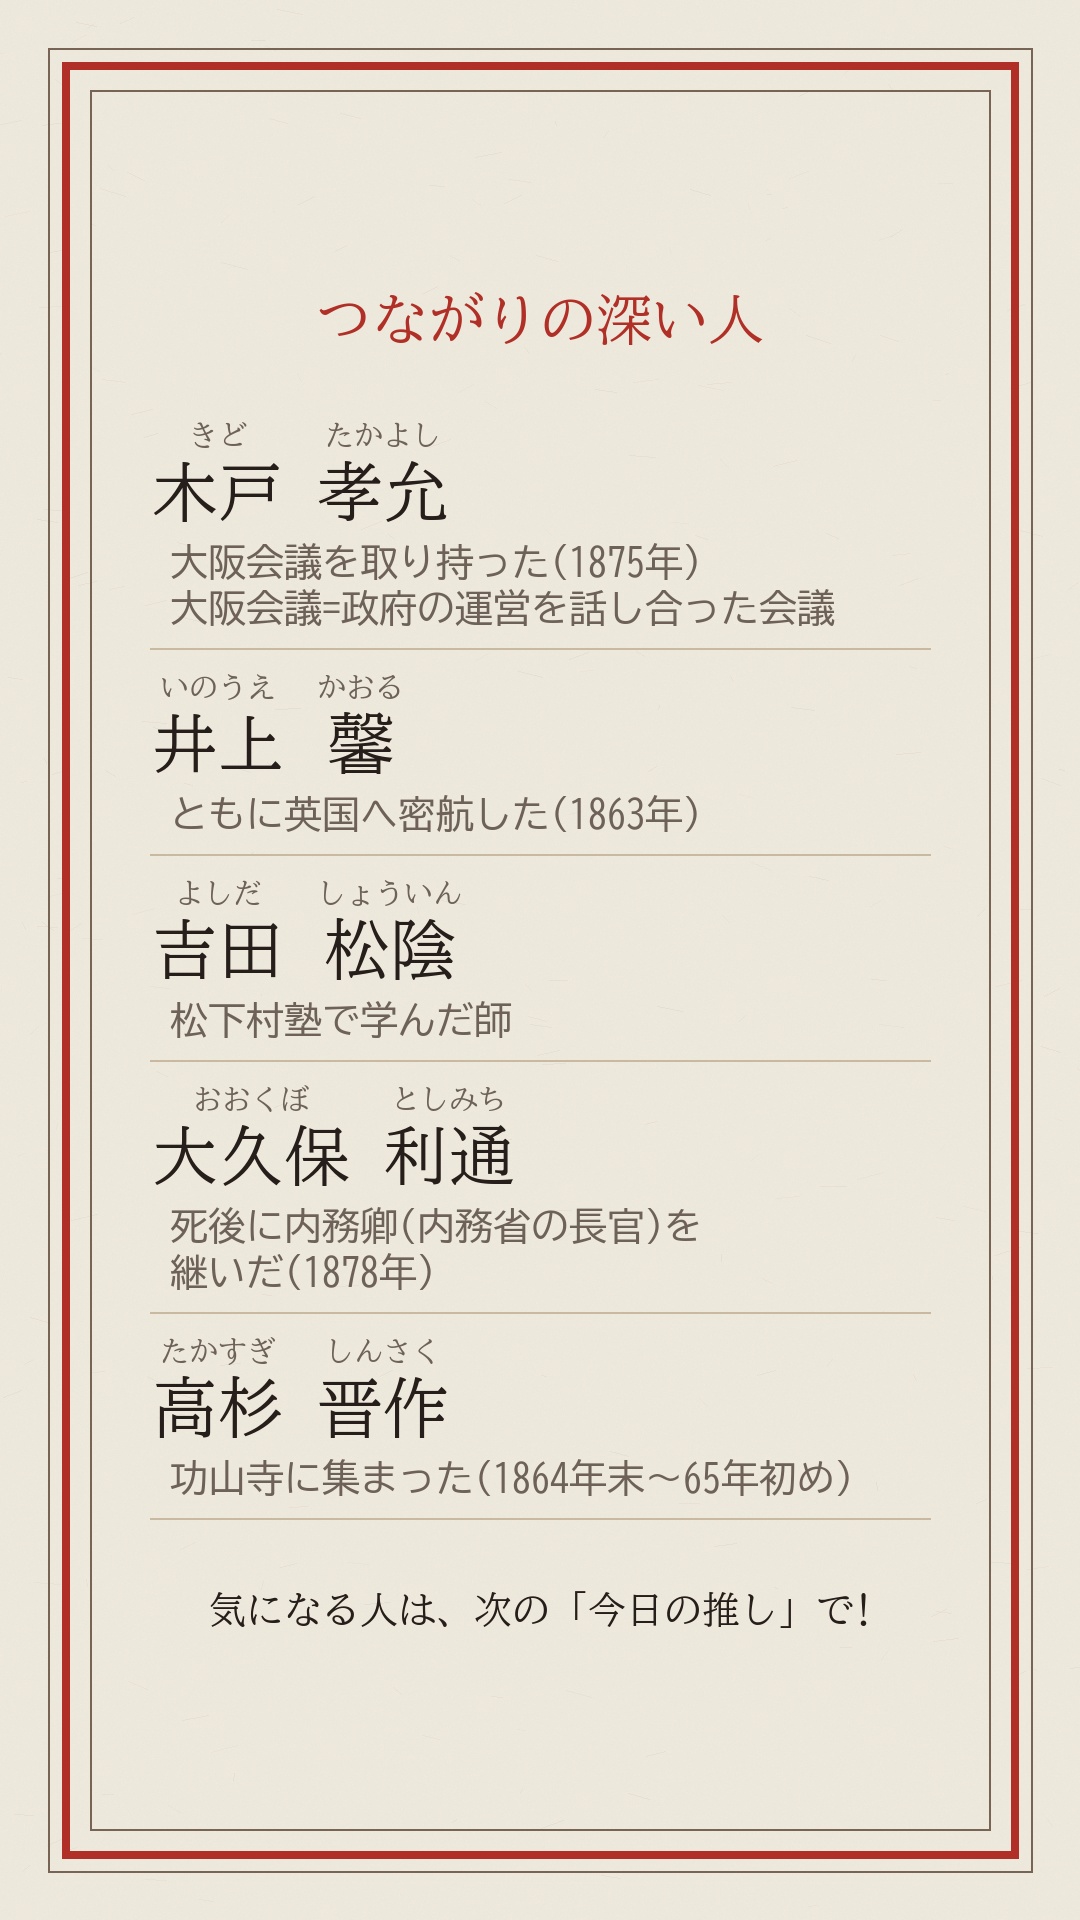 つながりの深い人
きど たかよし
木戸 孝允
大阪会議を取り持った(1875年)
大阪会議=政府の運営を話し合った会議
いのうえ かおる
井上 馨
ともに英国へ密航した(1863年)
よしだ しょういん
吉田 松陰
松下村塾で学んだ師
おおくぼ としみち
大久保 利通
死後に内務卿(内務省の長官)を
継いだ(1878年)
たかすぎ しんさく
高杉 晋作
功山寺に集まった(1864年末〜65年初め)
気になる人は、次の「今日の推し」で!